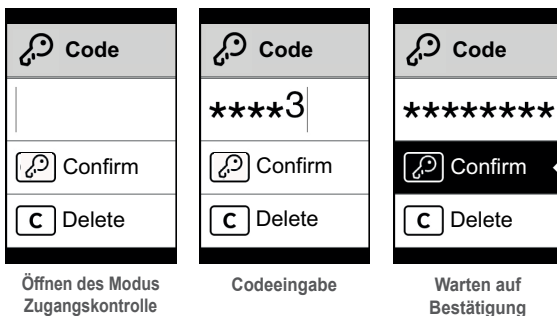 Code
Confirm
C Delete
Öffnen des Modus
Zugangskontrolle
Code
****3
Confirm
C Delete
Codeeingabe
Code
********
Confirm
C Delete
Warten auf
Bestätigung